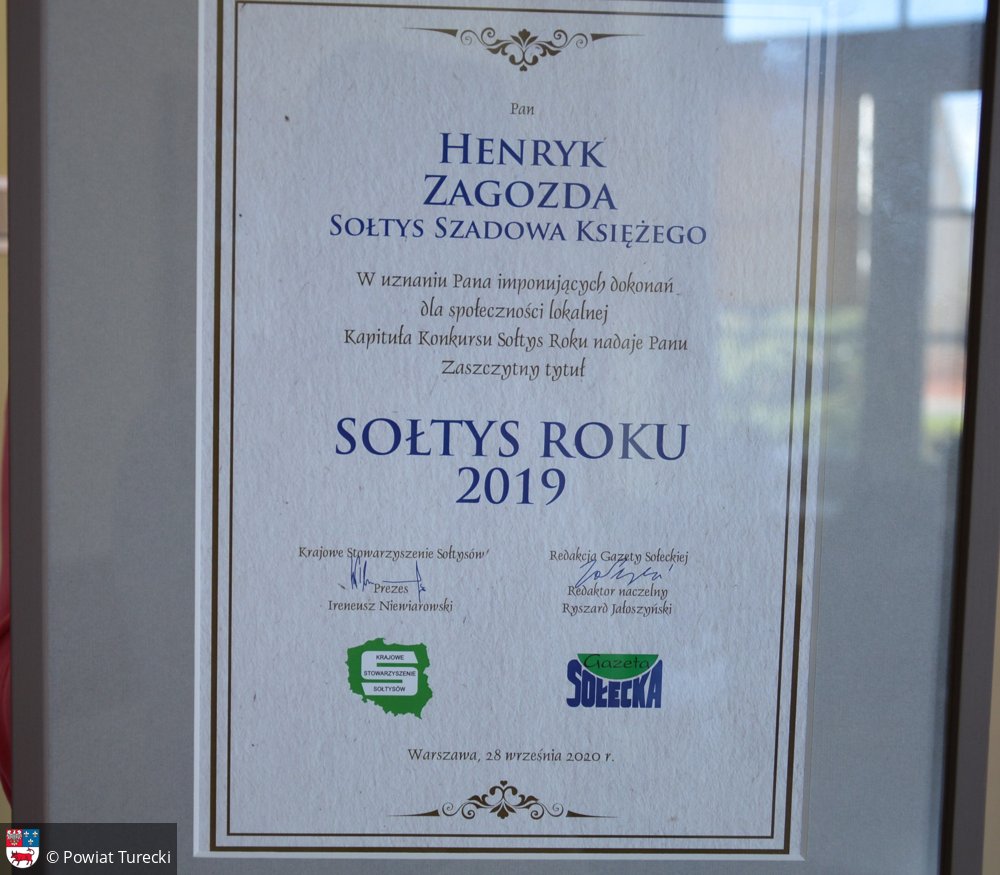 Pan
HENRYK
ZAGOZDA
SOŁTYS SZADOWA KSIĘŻEGO
W uznaniu Pana imponujących dokonań
dla społeczności lokalnej
Kapituła Konkursu Sołtys Roku nadaje Panu
Zaszczytny tytuł
SOŁTYS ROKU
2019
Krajowe Stowarzyszenie Sołtysów
Prezes
Ireneusz Niewiarowski
Redakcja Gazety Sołeckiej
Redaktor naczelny
Ryszard Jałoszyński
KRAJOWE
STOWARZYSZENIE
SOŁTYSÓW
Gazeta
SOŁECKA
Warszawa, 28 września 2020 r.
© Powiat Turecki